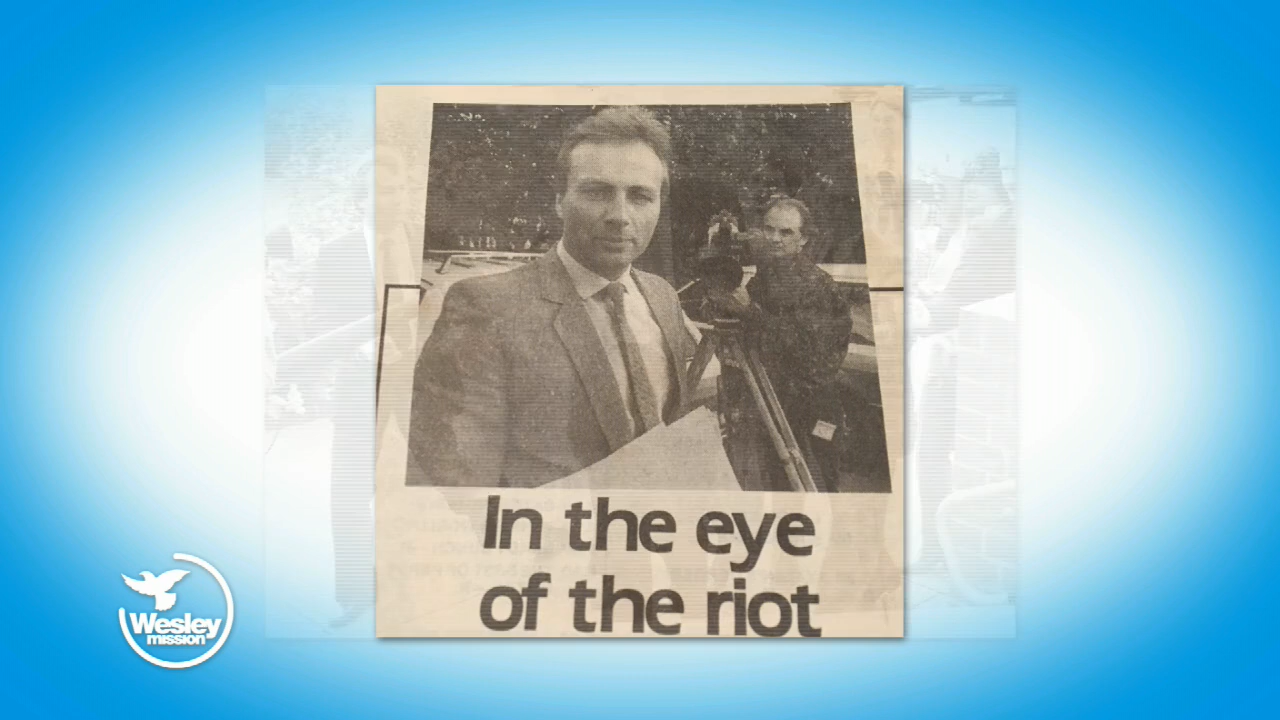 In the eye
of the riot
Wesley
mission